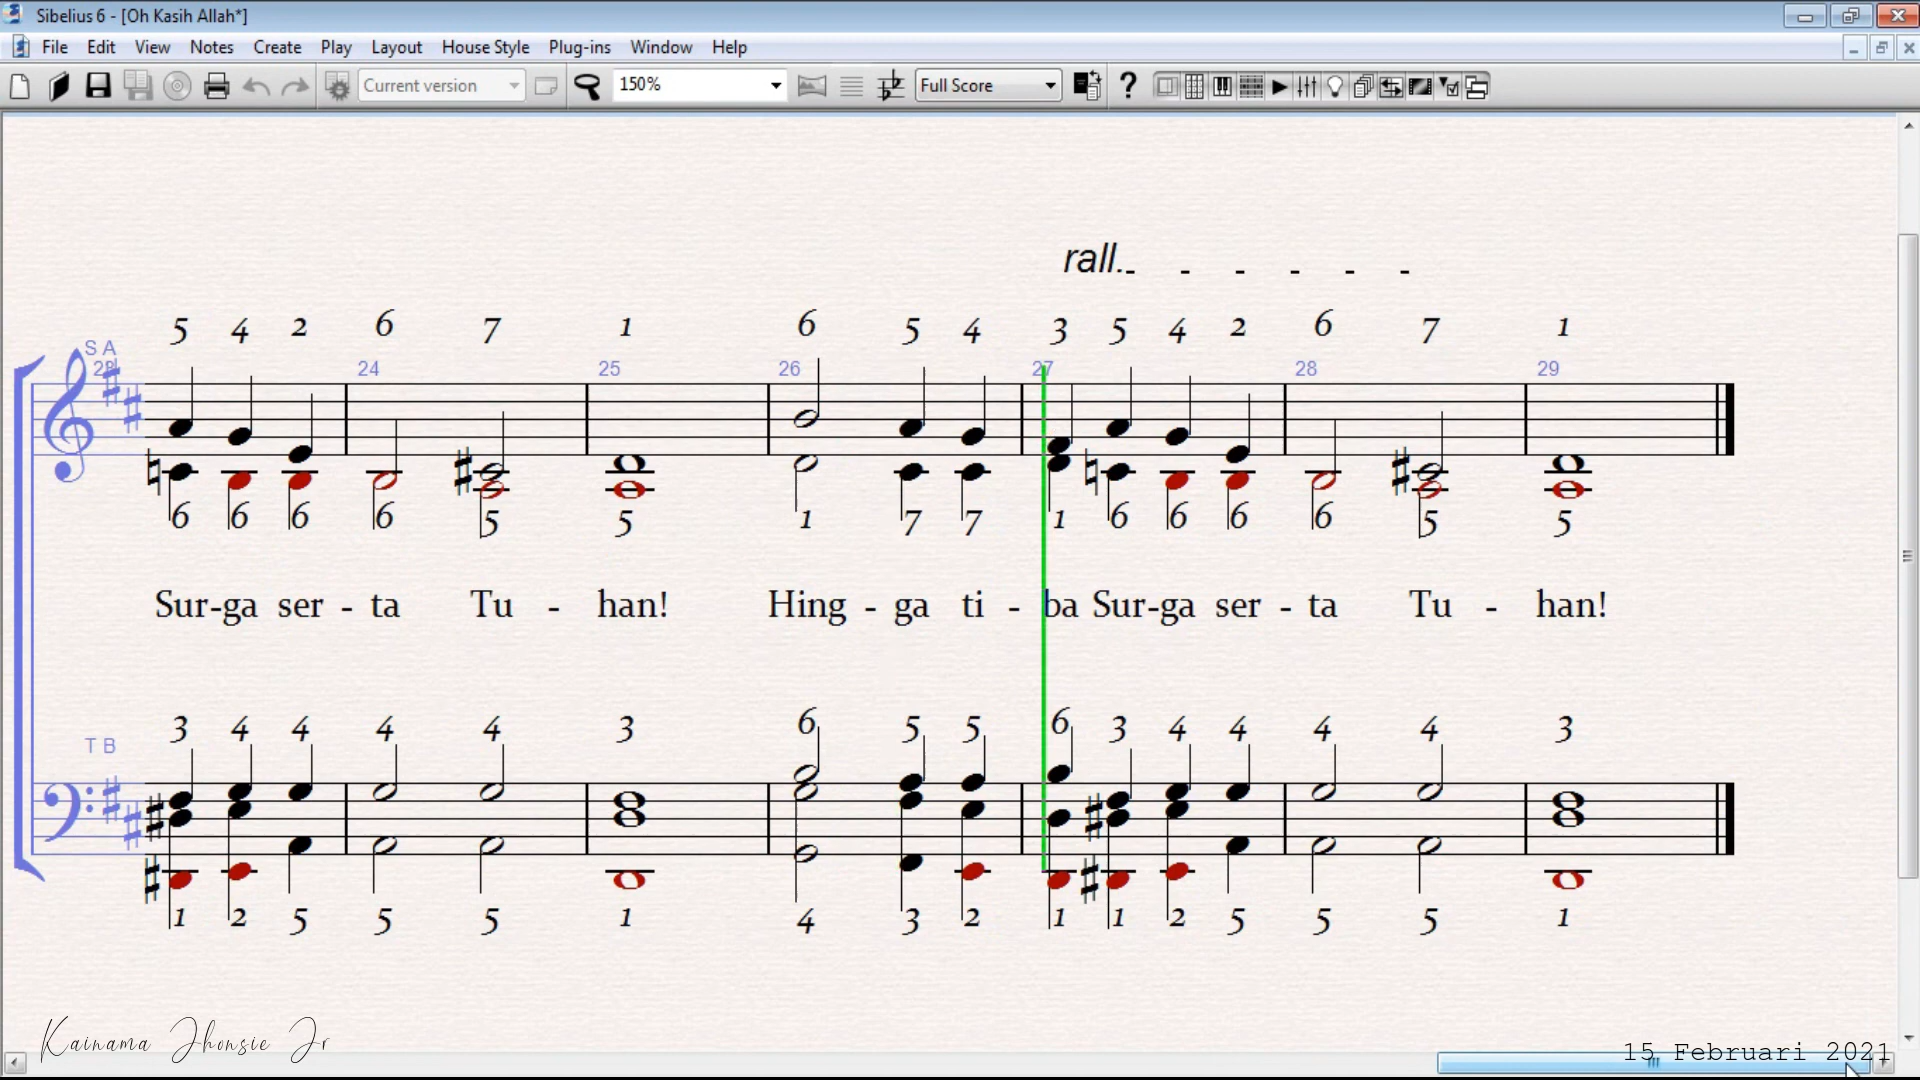 Sibelius 6 - [Oh Kasih Allah*]
File Edit View Notes Create Play Layout House Style Plug-ins Window Help
Current version 150% Full Score ?
rall.
5 4 2 6 7 1 6 5 4 3 5 4 2 6 7 1
S A
24 25 26 27 28 29
6 6 6 6 5 5 1 7 7 1 6 6 6 6 5 5
Sur-ga ser - ta Tu - han! Hing - ga ti - ba Sur-ga ser - ta Tu - han!
3 4 4 4 4 3 6 5 5 6 3 4 4 4 4 3
T B
1 2 5 5 5 1 4 3 2 1 1 2 5 5 5 1
Kainama Jhonsie Jr
15 Februari 2021